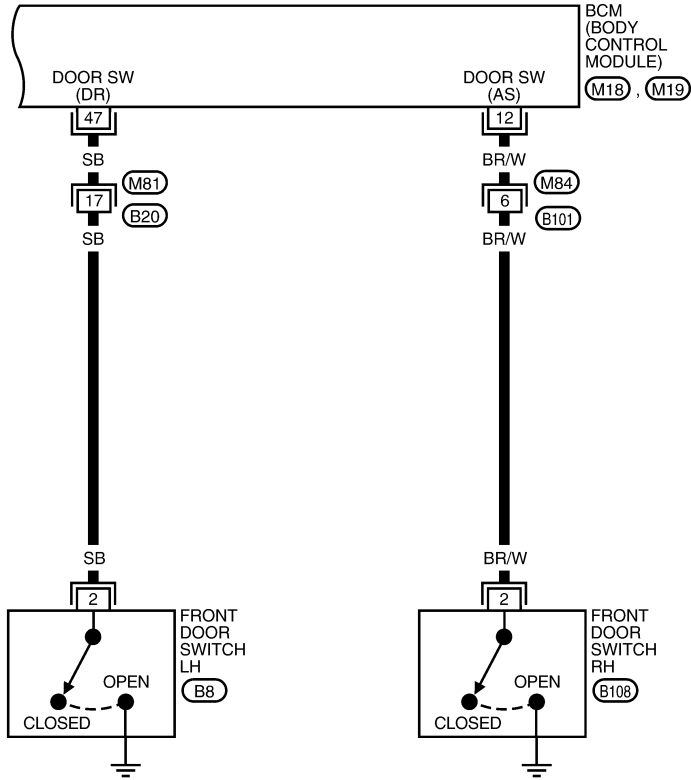 BCM
(BODY
CONTROL
MODULE)
M18 , M19
DOOR SW
(DR)
DOOR SW
(AS)
47
12
SB
BR/W
M81
M84
17
6
B20
B101
SB
BR/W
SB
BR/W
2
2
FRONT
DOOR
SWITCH
LH
B8
OPEN
CLOSED
FRONT
DOOR
SWITCH
RH
B108
OPEN
CLOSED